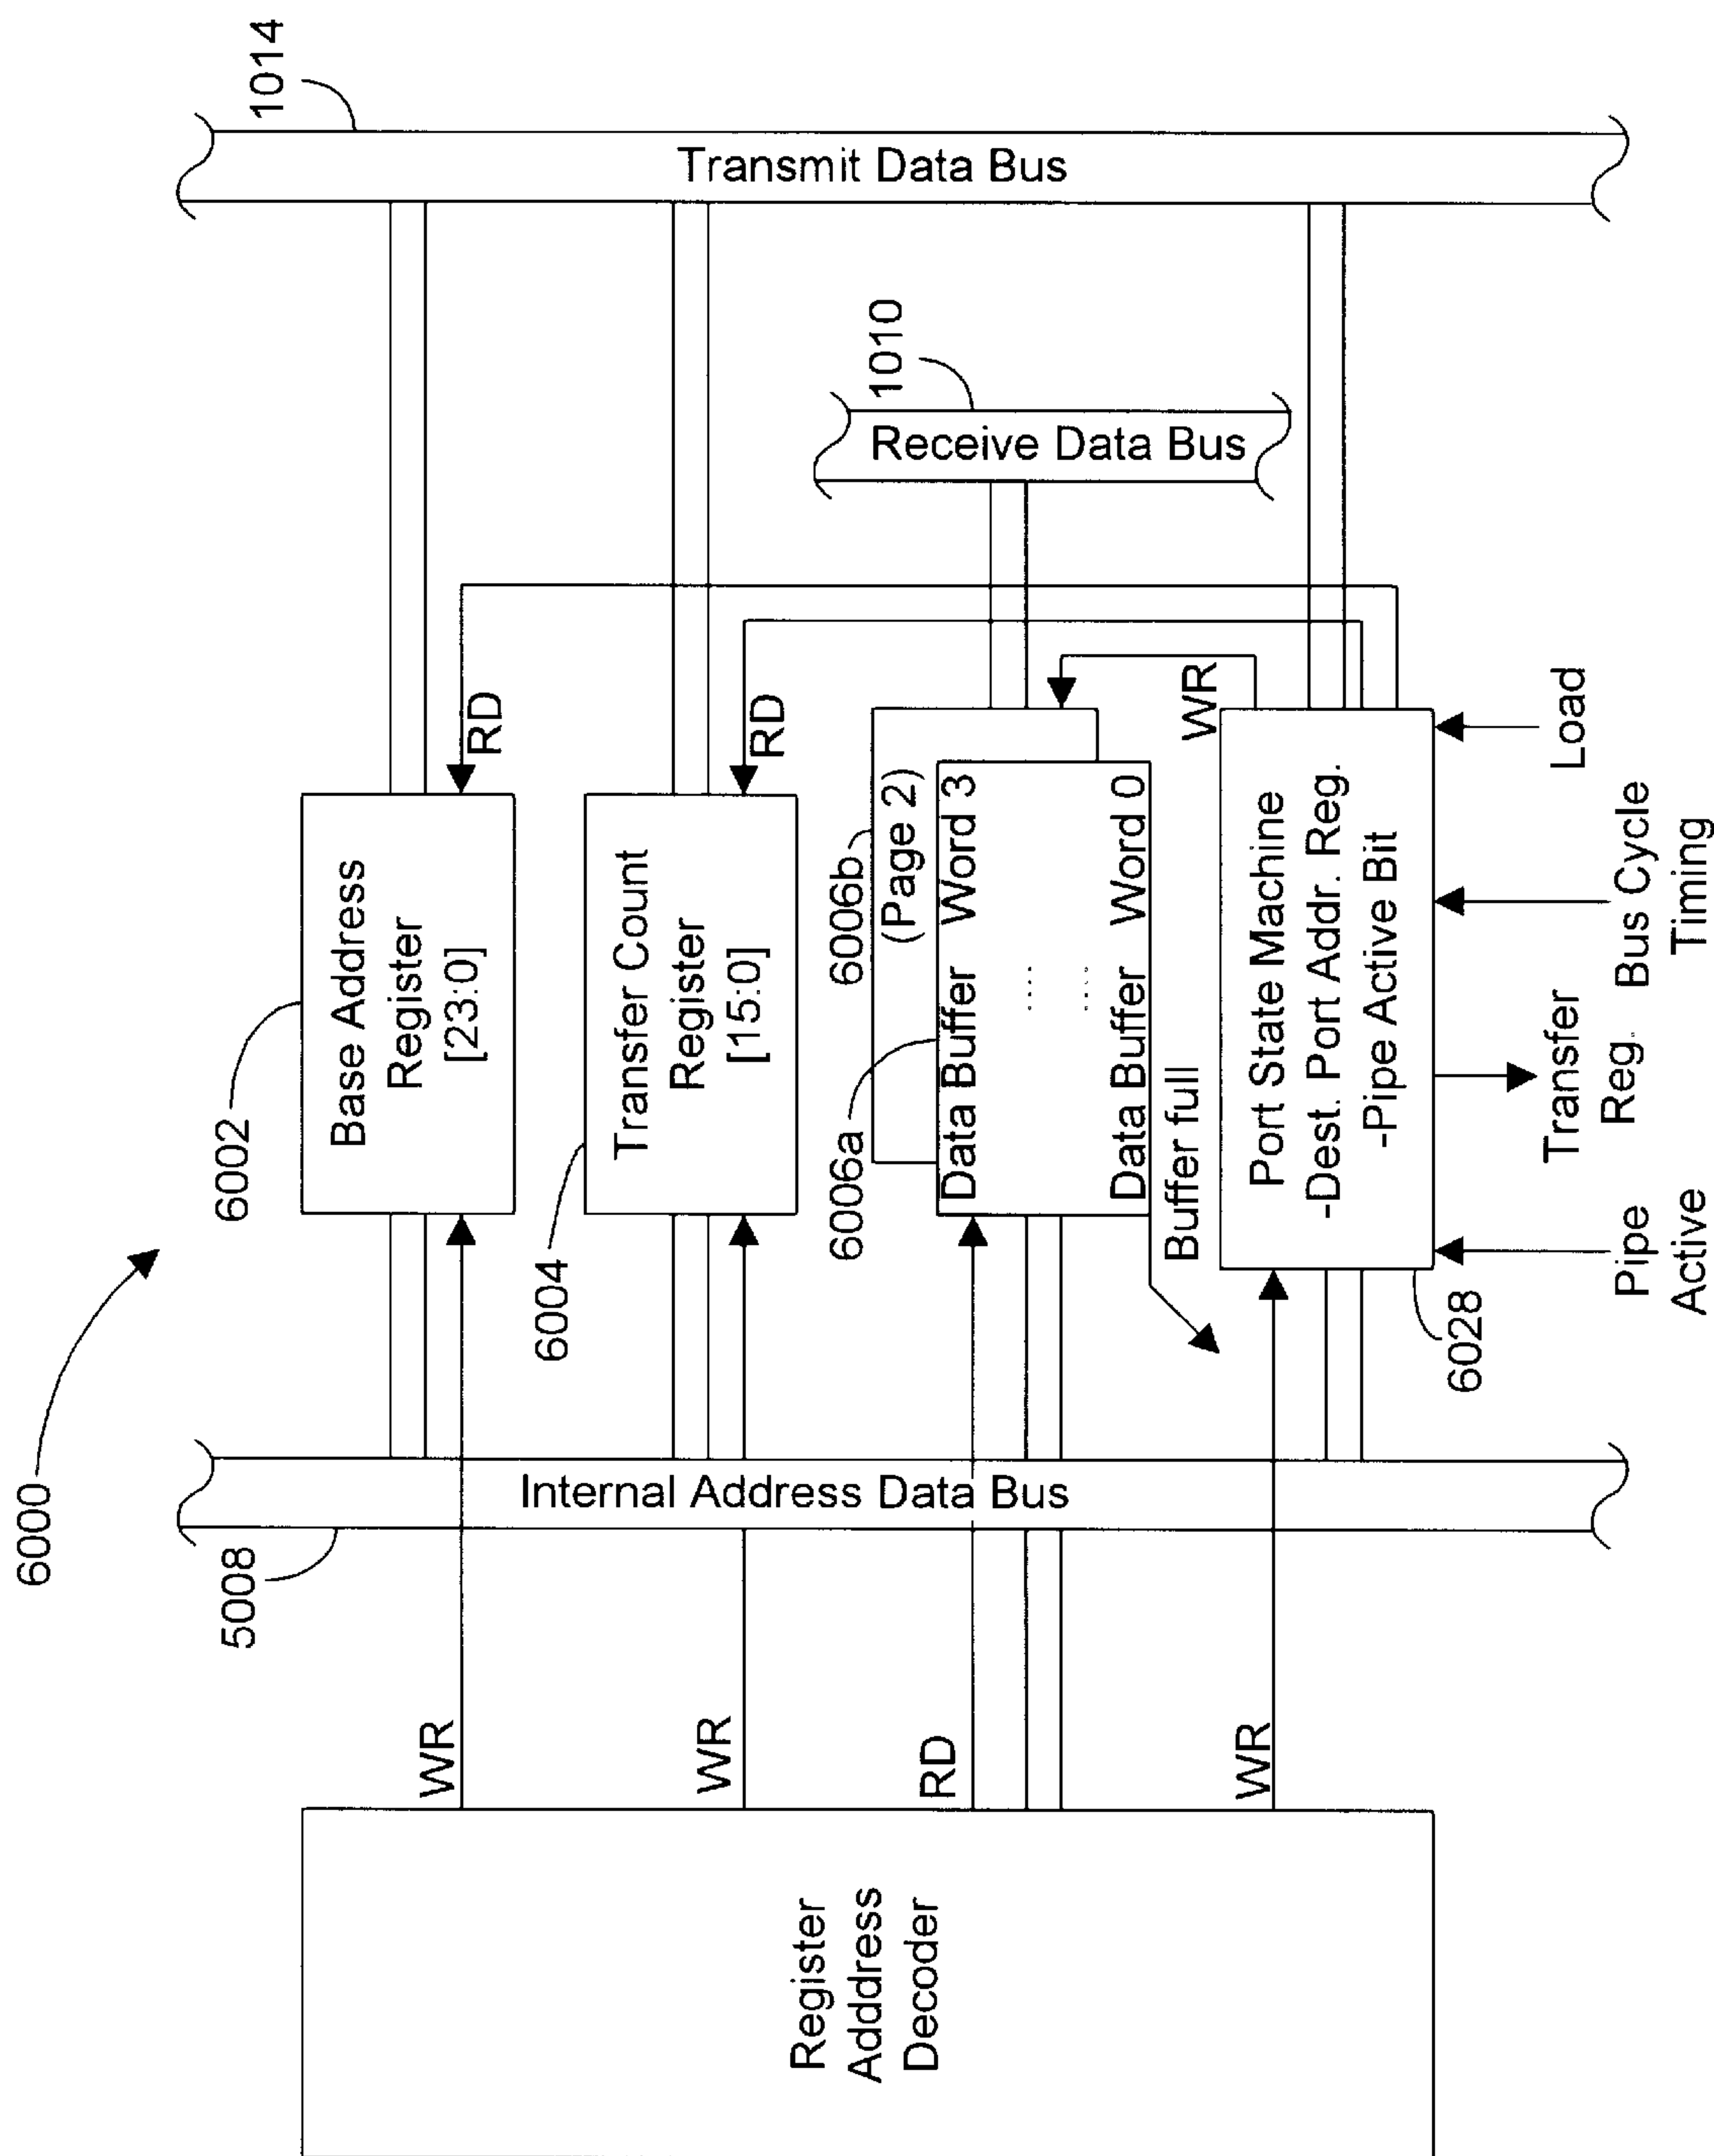 6000
5008
1014
Internal Address Data Bus
Transmit Data Bus
Register
Adddress
Decoder
WR
6002
Base Address
Register
[23:0]
RD
WR
6004
Transfer Count
Register
[15:0]
RD
1010
Receive Data Bus
RD
6006a
6006b
(Page 2)
Data Buffer Word 3
....
....
Data Buffer Word 0
Buffer full
WR
WR
Port State Machine
-Dest. Port Addr. Reg.
-Pipe Active Bit
6028
Pipe
Active
Transfer
Reg.
Bus Cycle
Timing
Load